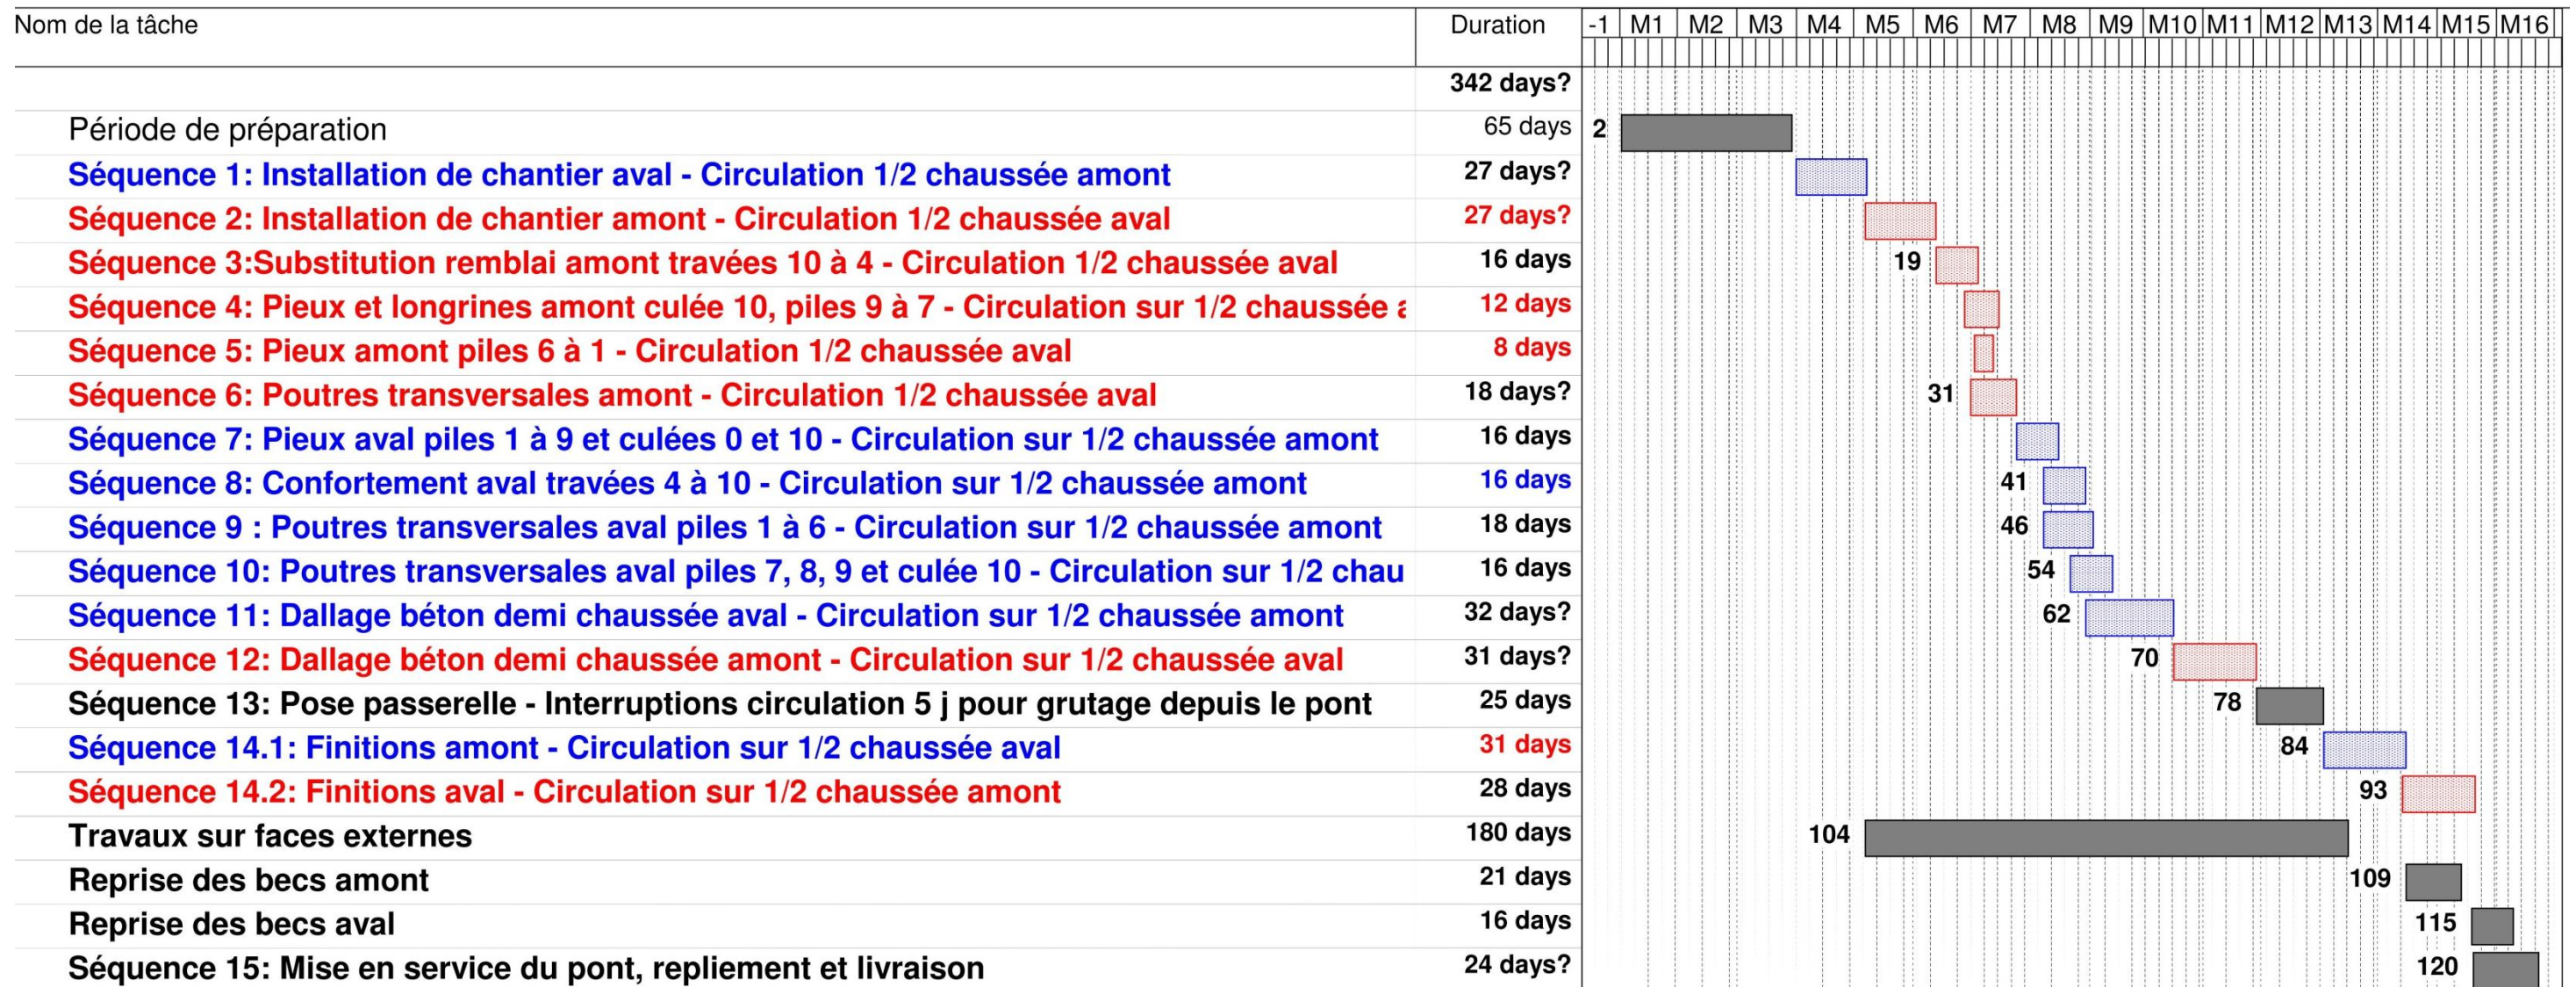 Nom de la tâche Duration -1 M1 M2 M3 M4 M5 M6 M7 M8 M9 M10 M11 M12 M13 M14 M15 M16
342 days?
Période de préparation 65 days 2
Séquence 1: Installation de chantier aval - Circulation 1/2 chaussée amont 27 days?
Séquence 2: Installation de chantier amont - Circulation 1/2 chaussée aval 27 days?
Séquence 3:Substitution remblai amont travées 10 à 4 - Circulation 1/2 chaussée aval 16 days 19
Séquence 4: Pieux et longrines amont culée 10, piles 9 à 7 - Circulation sur 1/2 chaussée a 12 days
Séquence 5: Pieux amont piles 6 à 1 - Circulation 1/2 chaussée aval 8 days
Séquence 6: Poutres transversales amont - Circulation 1/2 chaussée aval 18 days? 31
Séquence 7: Pieux aval piles 1 à 9 et culées 0 et 10 - Circulation sur 1/2 chaussée amont 16 days
Séquence 8: Confortement aval travées 4 à 10 - Circulation sur 1/2 chaussée amont 16 days 41
Séquence 9 : Poutres transversales aval piles 1 à 6 - Circulation sur 1/2 chaussée amont 18 days 46
Séquence 10: Poutres transversales aval piles 7, 8, 9 et culée 10 - Circulation sur 1/2 chau 16 days 54
Séquence 11: Dallage béton demi chaussée aval - Circulation sur 1/2 chaussée amont 32 days? 62
Séquence 12: Dallage béton demi chaussée amont - Circulation sur 1/2 chaussée aval 31 days? 70
Séquence 13: Pose passerelle - Interruptions circulation 5 j pour grutage depuis le pont 25 days 78
Séquence 14.1: Finitions amont - Circulation sur 1/2 chaussée aval 31 days 84
Séquence 14.2: Finitions aval - Circulation sur 1/2 chaussée amont 28 days 93
Travaux sur faces externes 180 days 104
Reprise des becs amont 21 days 109
Reprise des becs aval 16 days 115
Séquence 15: Mise en service du pont, repliement et livraison 24 days? 120